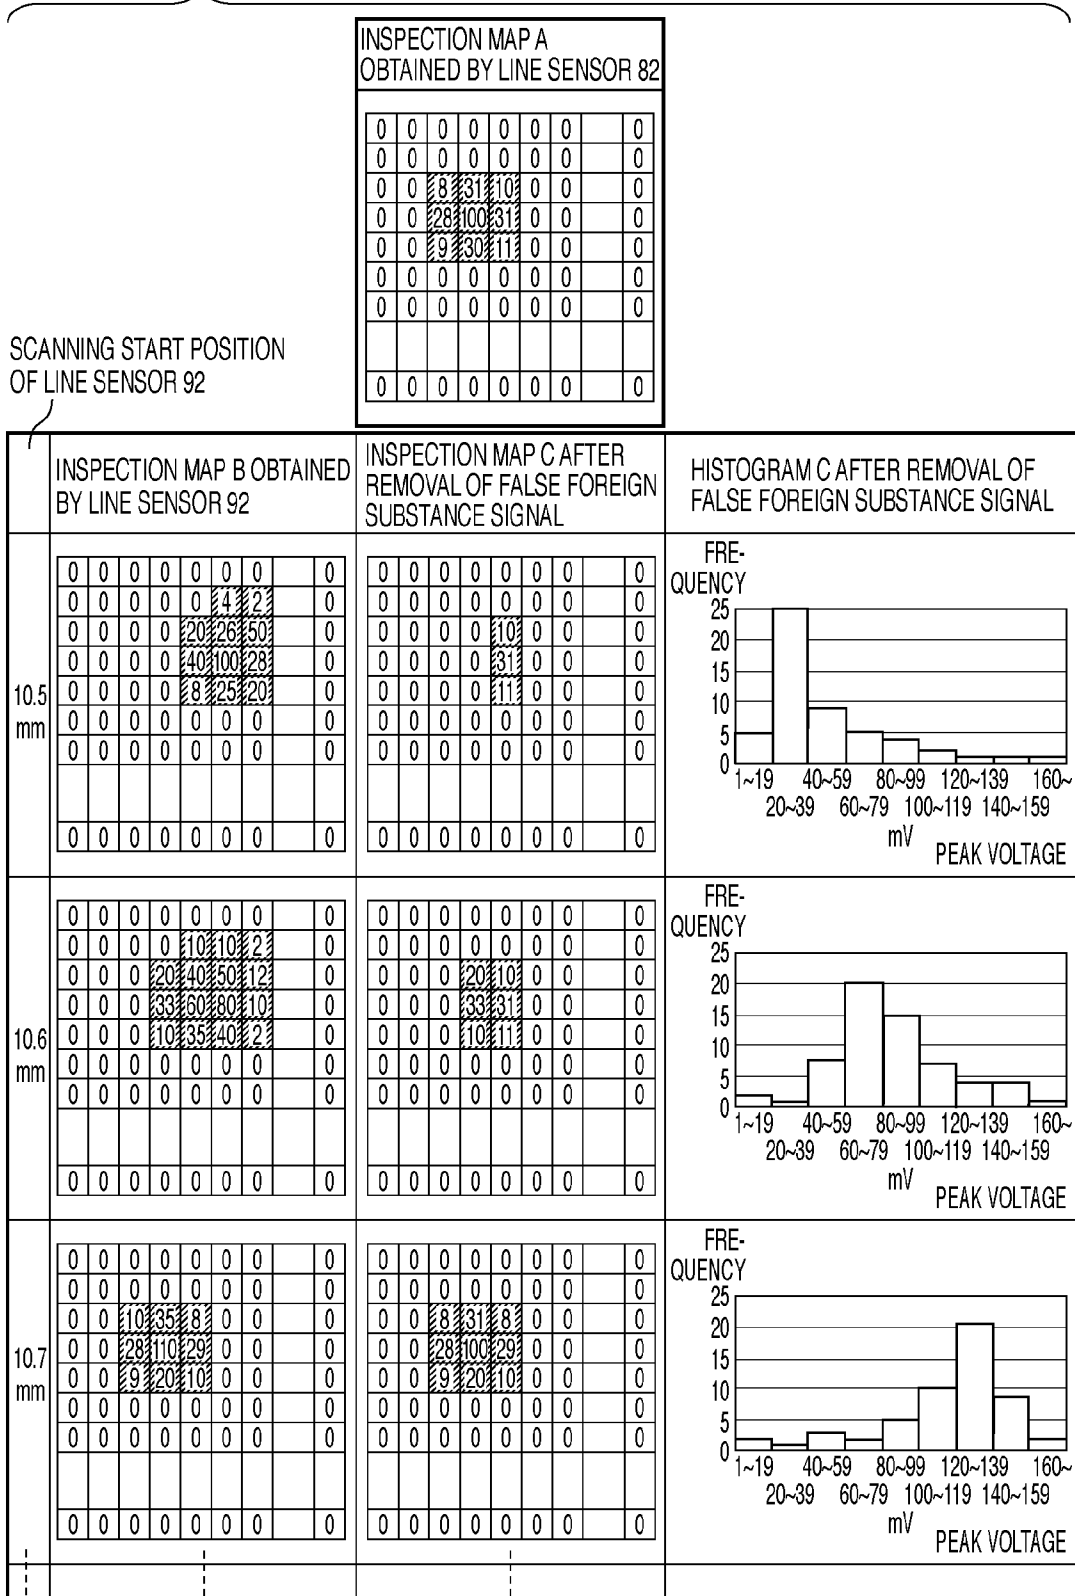 INSPECTION MAP A
OBTAINED BY LINE SENSOR 82
0 0 0 0 0 0 0 0
0 0 0 0 0 0 0 0
0 0 8 31 10 0 0 0
0 0 28 100 31 0 0 0
0 0 9 30 11 0 0 0
0 0 0 0 0 0 0 0
0 0 0 0 0 0 0 0
0 0 0 0 0 0 0 0
SCANNING START POSITION
OF LINE SENSOR 92
INSPECTION MAP B OBTAINED
BY LINE SENSOR 92
INSPECTION MAP C AFTER
REMOVAL OF FALSE FOREIGN
SUBSTANCE SIGNAL
HISTOGRAM C AFTER REMOVAL OF
FALSE FOREIGN SUBSTANCE SIGNAL
10.5
mm
0 0 0 0 0 0 0 0
0 0 0 0 0 4 2 0
0 0 0 0 20 26 50 0
0 0 0 0 40 100 28 0
0 0 0 0 8 25 20 0
0 0 0 0 0 0 0 0
0 0 0 0 0 0 0 0
0 0 0 0 0 0 0 0
0 0 0 0 0 0 0 0
0 0 0 0 0 0 0 0
0 0 0 0 10 0 0 0
0 0 0 0 31 0 0 0
0 0 0 0 11 0 0 0
0 0 0 0 0 0 0 0
0 0 0 0 0 0 0 0
0 0 0 0 0 0 0 0
FRE-
QUENCY
25
20
15
10
5
0
1~19 40~59 80~99 120~139 160~
20~39 60~79 100~119 140~159
mV
PEAK VOLTAGE
10.6
mm
0 0 0 0 0 0 0 0
0 0 0 0 10 10 2 0
0 0 0 20 40 50 12 0
0 0 0 33 60 80 10 0
0 0 0 10 35 40 2 0
0 0 0 0 0 0 0 0
0 0 0 0 0 0 0 0
0 0 0 0 0 0 0 0
0 0 0 0 0 0 0 0
0 0 0 0 0 0 0 0
0 0 0 20 10 0 0 0
0 0 0 33 31 0 0 0
0 0 0 10 11 0 0 0
0 0 0 0 0 0 0 0
0 0 0 0 0 0 0 0
0 0 0 0 0 0 0 0
FRE-
QUENCY
25
20
15
10
5
0
1~19 40~59 80~99 120~139 160~
20~39 60~79 100~119 140~159
mV
PEAK VOLTAGE
10.7
mm
0 0 0 0 0 0 0 0
0 0 0 0 0 0 0 0
0 0 10 35 8 0 0 0
0 0 28 110 29 0 0 0
0 0 9 20 10 0 0 0
0 0 0 0 0 0 0 0
0 0 0 0 0 0 0 0
0 0 0 0 0 0 0 0
0 0 0 0 0 0 0 0
0 0 0 0 0 0 0 0
0 0 8 31 8 0 0 0
0 0 28 100 29 0 0 0
0 0 9 20 10 0 0 0
0 0 0 0 0 0 0 0
0 0 0 0 0 0 0 0
0 0 0 0 0 0 0 0
FRE-
QUENCY
25
20
15
10
5
0
1~19 40~59 80~99 120~139 160~
20~39 60~79 100~119 140~159
mV
PEAK VOLTAGE